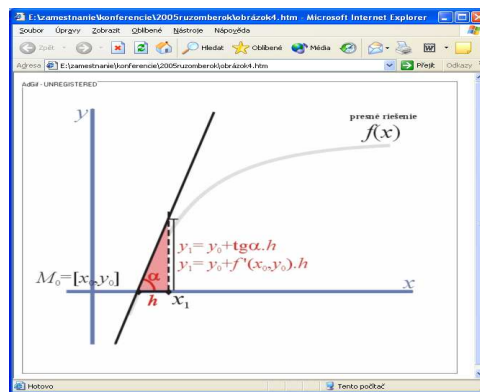 E:\zamestnanie\konferencie\2005ruzomberok\obrázok4.htm - Microsoft Internet Explorer
Soubor Úpravy Zobrazit Oblíbené Nástroje Nápověda
Zpět Hledat Oblíbené Média
Adresa E:\zamestnanie\konferencie\2005ruzomberok\obrázok4.htm Přejít Odkazy
AdGif - UNREGISTERED
y
presné riešenie
f(x)
y₁= y₀+tgα.h
y₁= y₀+f'(x₀,y₀).h
M₀=[x₀,y₀]
α
x
h
x₁
Hotovo
Tento počítač